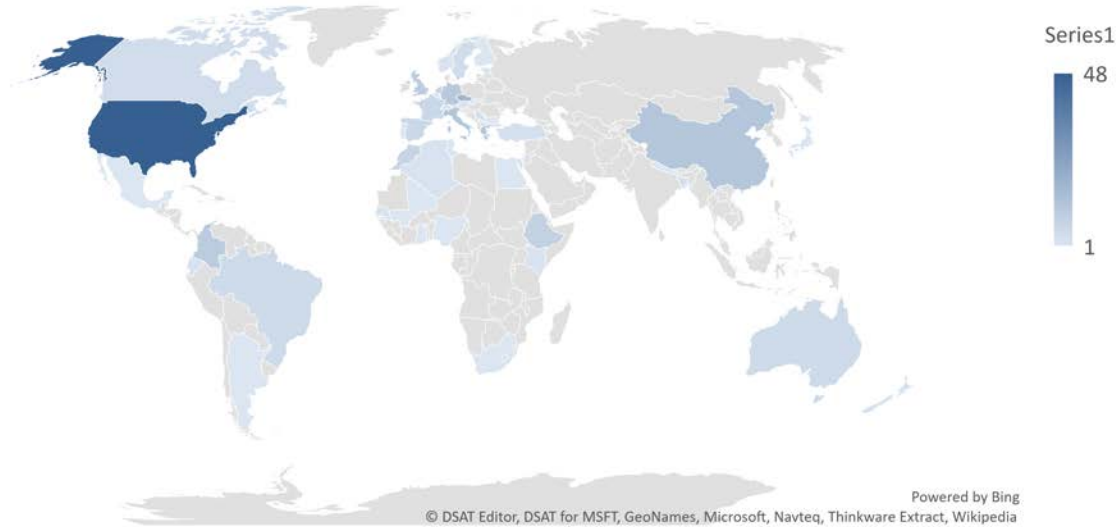 Series1
48
1
Powered by Bing
© DSAT Editor, DSAT for MSFT, GeoNames, Microsoft, Navteq, Thinkware Extract, Wikipedia